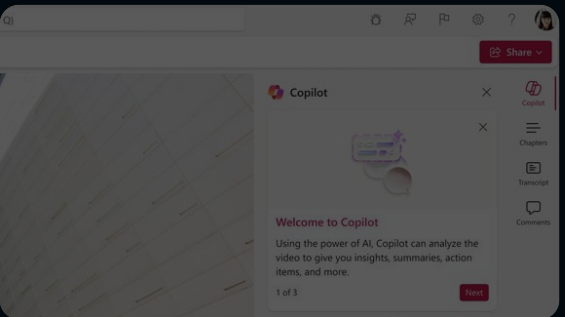 Q)
?
Share
Copilot
Copilot
Chapters
Welcome to Copilot
Using the power of AI, Copilot can analyze the
video to give you insights, summaries, action
items, and more.
Transcript
Comments
1 of 3
Next